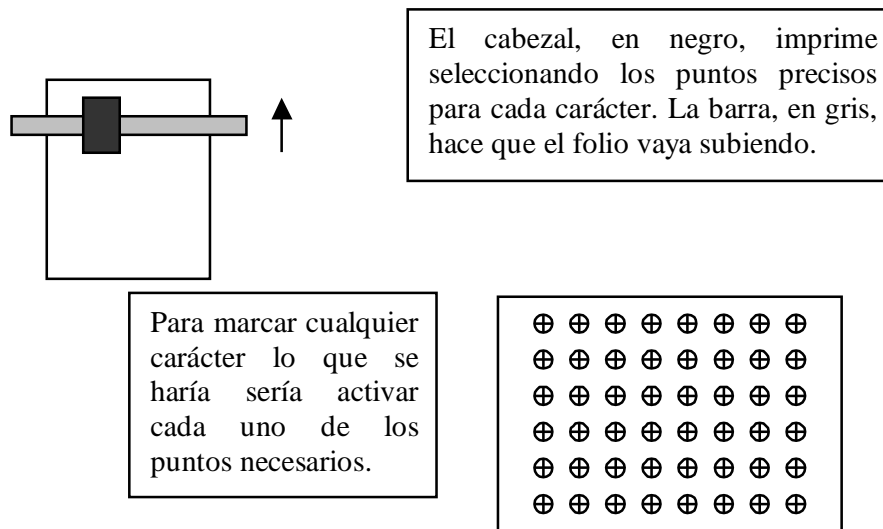 El cabezal, en negro, imprime
seleccionando los puntos precisos
para cada carácter. La barra, en gris,
hace que el folio vaya subiendo.
Para marcar cualquier
carácter lo que se
haría sería activar
cada uno de los
puntos necesarios.